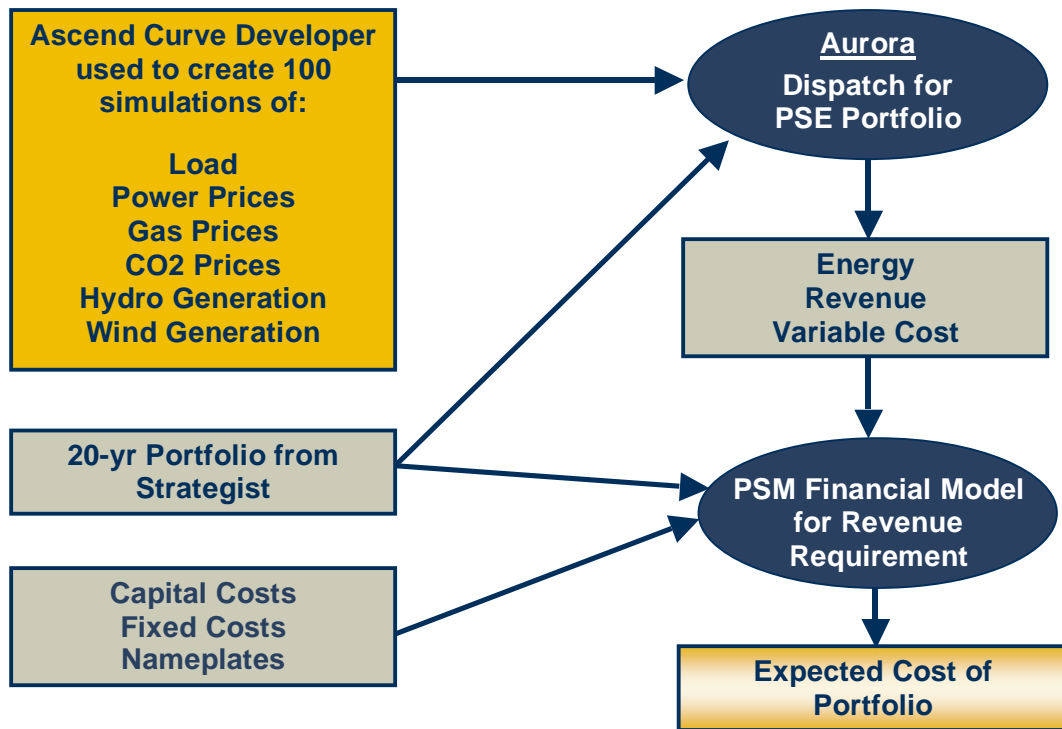 Ascend Curve Developer
used to create 100
simulations of:
Load
Power Prices
Gas Prices
CO2 Prices
Hydro Generation
Wind Generation
20-yr Portfolio from
Strategist
Capital Costs
Fixed Costs
Nameplates
Aurora
Dispatch for
PSE Portfolio
Energy
Revenue
Variable Cost
PSM Financial Model
for Revenue
Requirement
Expected Cost of
Portfolio